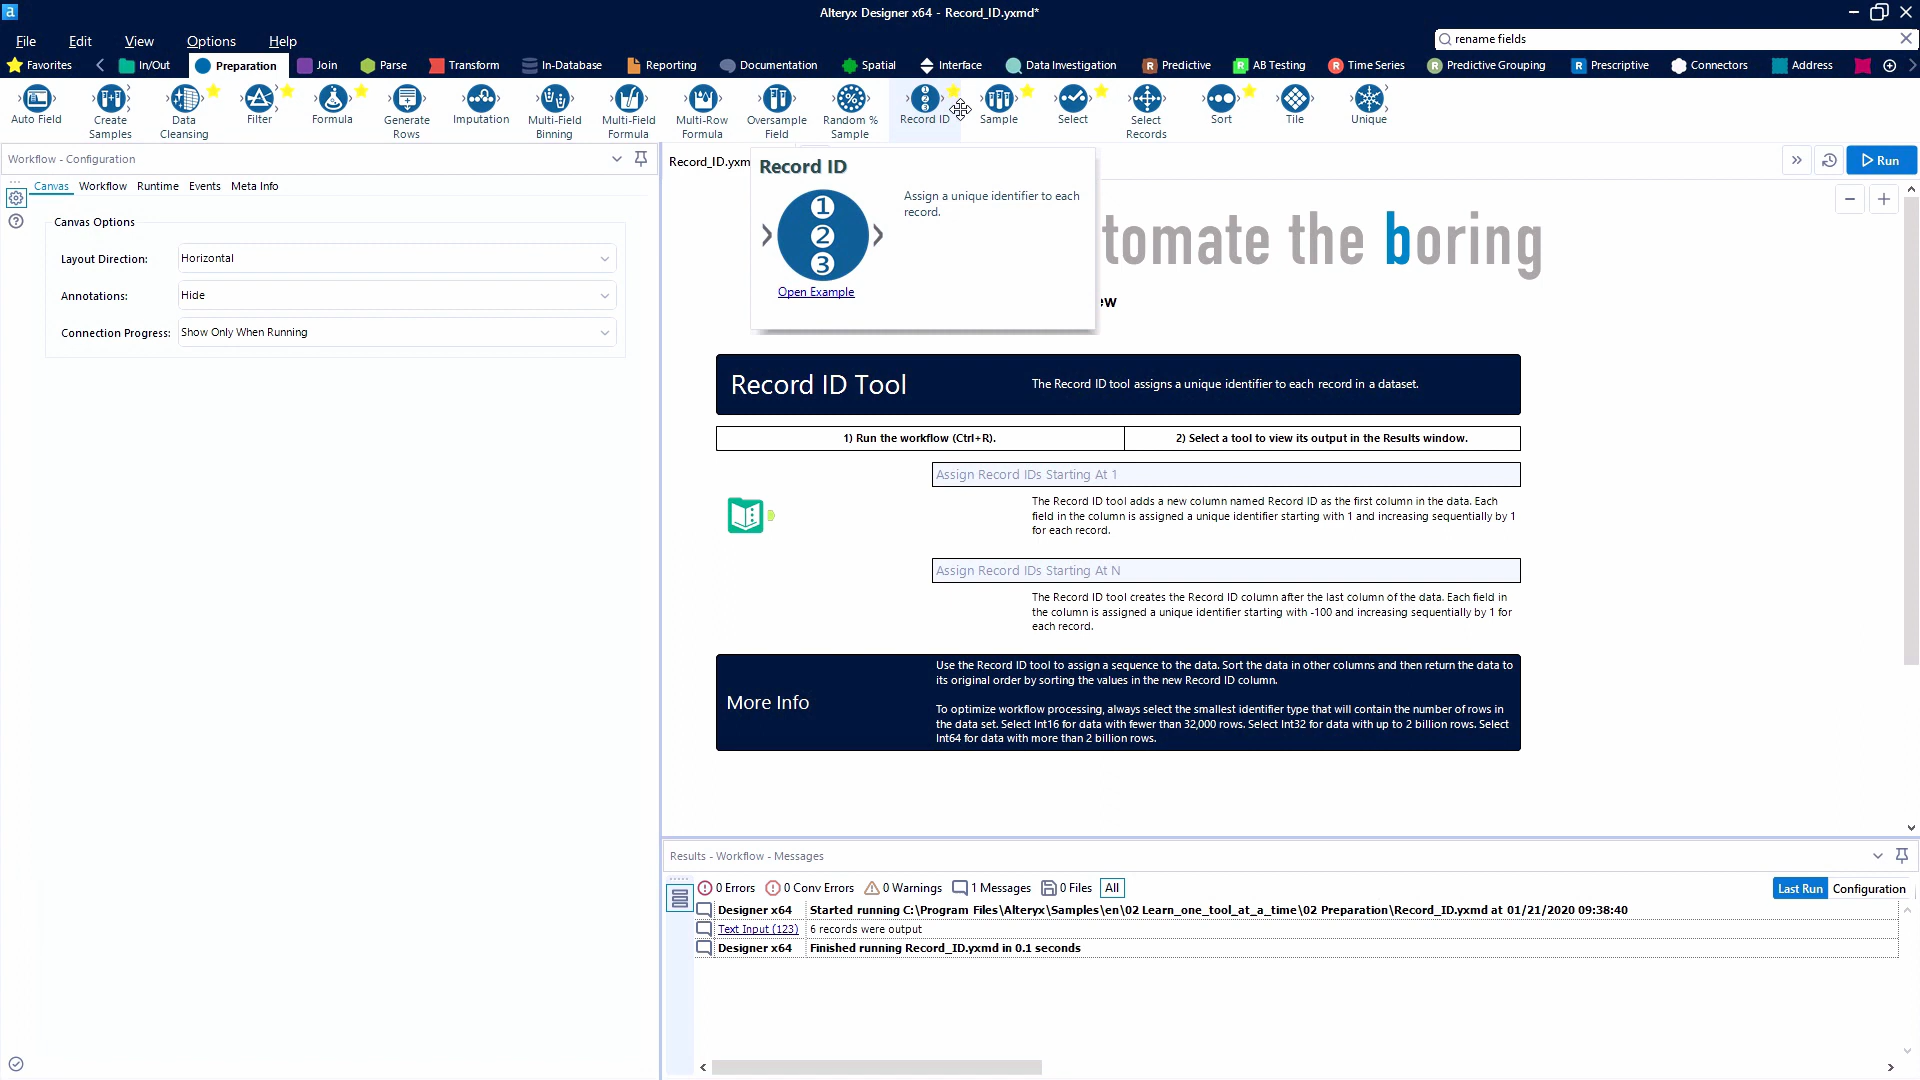 Alteryx Designer x64 - Record_ID.yxmd*
File Edit View Options Help
rename fields
Favorites In/Out Preparation Join Parse Transform In-Database Reporting Documentation Spatial Interface Data Investigation Predictive AB Testing Time Series Predictive Grouping Prescriptive Connectors Address
Auto Field
Create Samples
Data Cleansing
Filter
Formula
Generate Rows
Imputation
Multi-Field Binning
Multi-Field Formula
Multi-Row Formula
Oversample Field
Random % Sample
Record ID
Sample
Select
Select Records
Sort
Tile
Unique
Workflow - Configuration
Canvas Workflow Runtime Events Meta Info
Canvas Options
Layout Direction: Horizontal
Annotations: Hide
Connection Progress: Show Only When Running
Record_ID.yxm
Run
Record ID
Assign a unique identifier to each
record.
1
2
3
Open Example
tomate the boring
ew
Record ID Tool
The Record ID tool assigns a unique identifier to each record in a dataset.
1) Run the workflow (Ctrl+R).
2) Select a tool to view its output in the Results window.
Assign Record IDs Starting At 1
The Record ID tool adds a new column named Record ID as the first column in the data. Each
field in the column is assigned a unique identifier starting with 1 and increasing sequentially by 1
for each record.
Assign Record IDs Starting At N
The Record ID tool creates the Record ID column after the last column of the data. Each field in
the column is assigned a unique identifier starting with -100 and increasing sequentially by 1 for
each record.
More Info
Use the Record ID tool to assign a sequence to the data. Sort the data in other columns and then return the data to
its original order by sorting the values in the new Record ID column.
To optimize workflow processing, always select the smallest identifier type that will contain the number of rows in
the data set. Select Int16 for data with fewer than 32,000 rows. Select Int32 for data with up to 2 billion rows. Select
Int64 for data with more than 2 billion rows.
Results - Workflow - Messages
0 Errors 0 Conv Errors 0 Warnings 1 Messages 0 Files All
Last Run Configuration
Designer x64 Started running C:\Program Files\Alteryx\Samples\en\02 Learn_one_tool_at_a_time\02 Preparation\Record_ID.yxmd at 01/21/2020 09:38:40
Text Input (123) 6 records were output
Designer x64 Finished running Record_ID.yxmd in 0.1 seconds